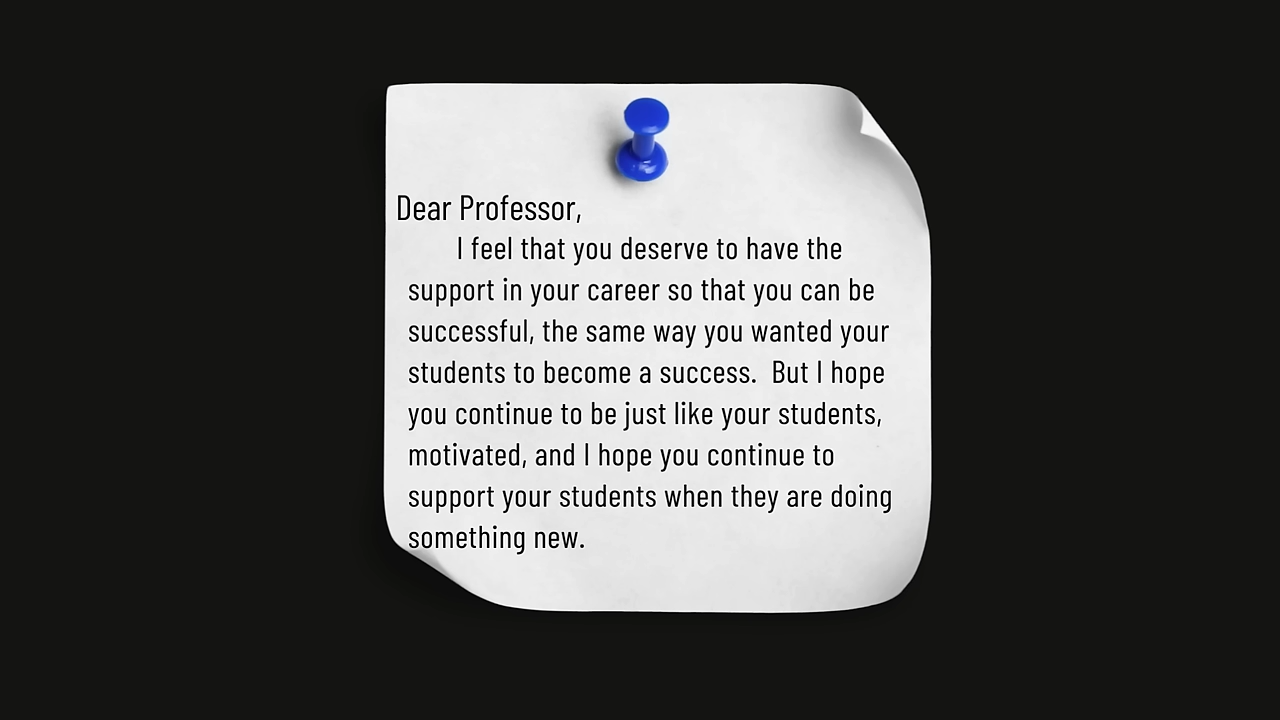 Dear Professor,
I feel that you deserve to have the
support in your career so that you can be
successful, the same way you wanted your
students to become a success.  But I hope
you continue to be just like your students,
motivated, and I hope you continue to
support your students when they are doing
something new.